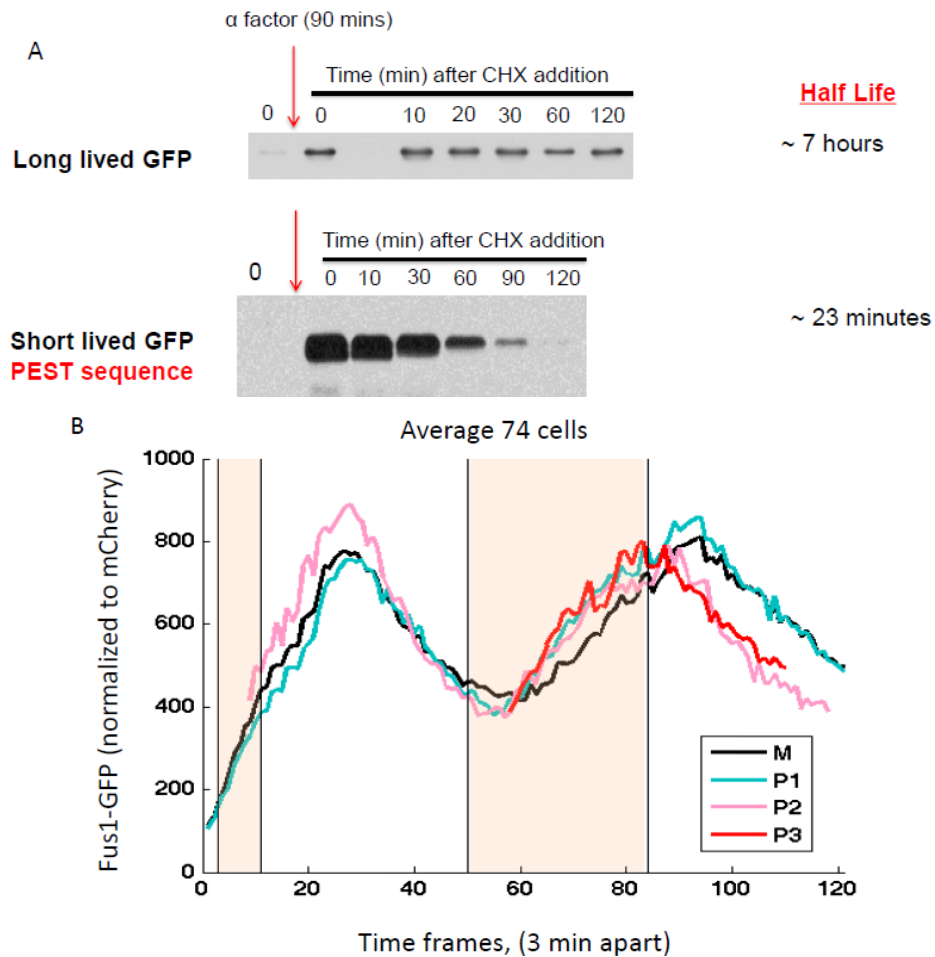 α factor (90 mins)
A
Time (min) after CHX addition
Half Life
0 0 10 20 30 60 120
Long lived GFP
~ 7 hours
Time (min) after CHX addition
0 0 10 30 60 90 120
~ 23 minutes
Short lived GFP
PEST sequence
B
Average 74 cells
Fus1-GFP (normalized to mCherry)
1000
800
600
400
200
0
M
P1
P2
P3
0 20 40 60 80 100 120
Time frames, (3 min apart)